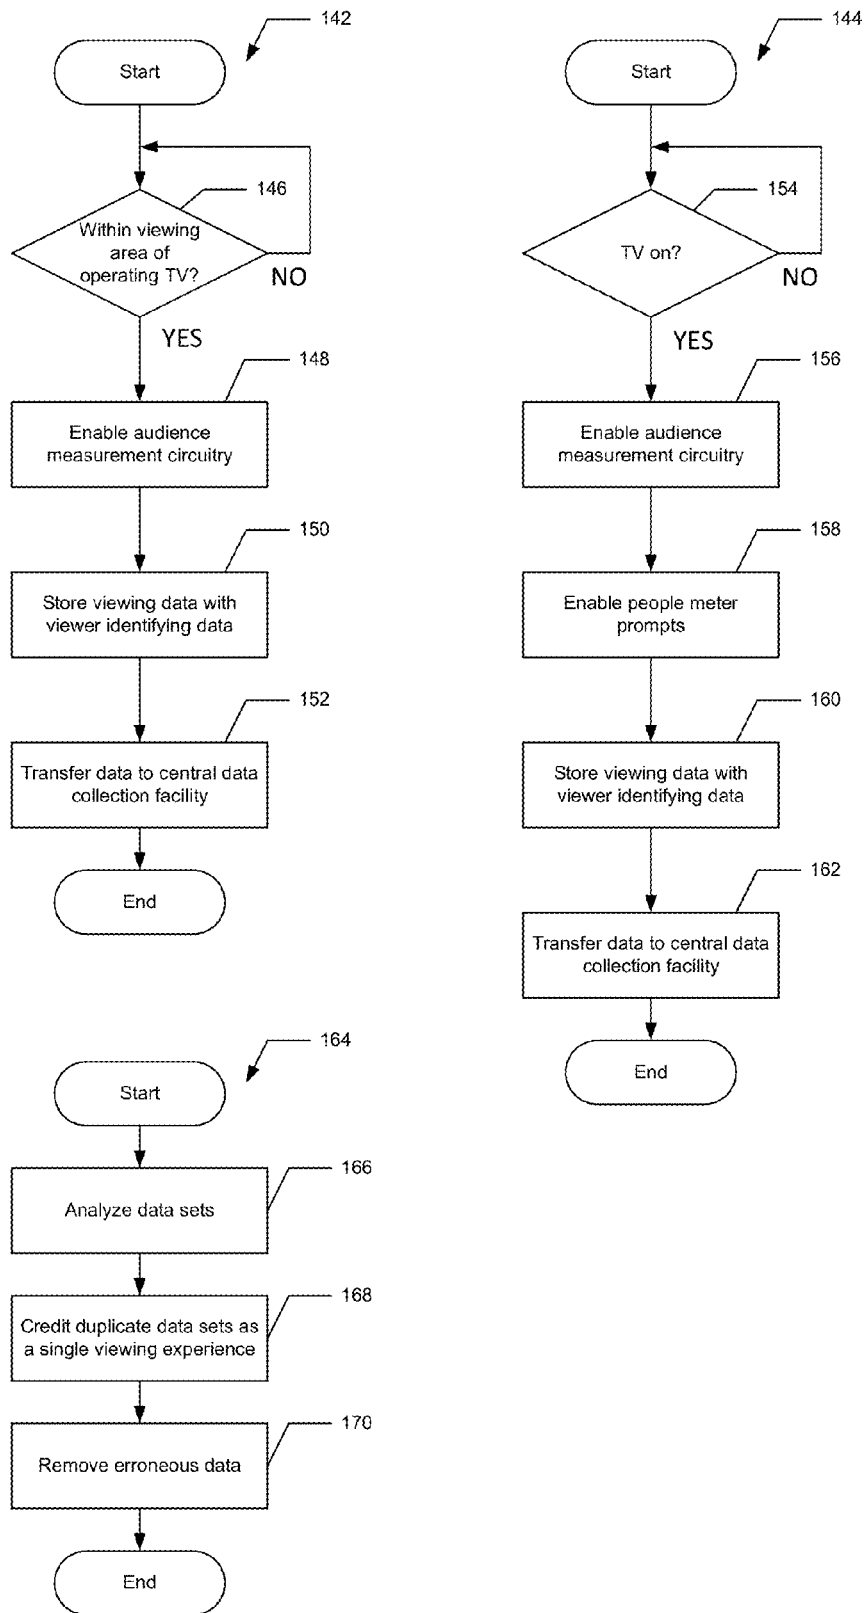 142
Start
146
Within viewing
area of
operating TV?
NO
YES
148
Enable audience
measurement circuitry
150
Store viewing data with
viewer identifying data
152
Transfer data to central data
collection facility
End
144
Start
154
TV on?
NO
YES
156
Enable audience
measurement circuitry
158
Enable people meter
prompts
160
Store viewing data with
viewer identifying data
162
Transfer data to central data
collection facility
End
164
Start
166
Analyze data sets
168
Credit duplicate data sets as
a single viewing experience
170
Remove erroneous data
End